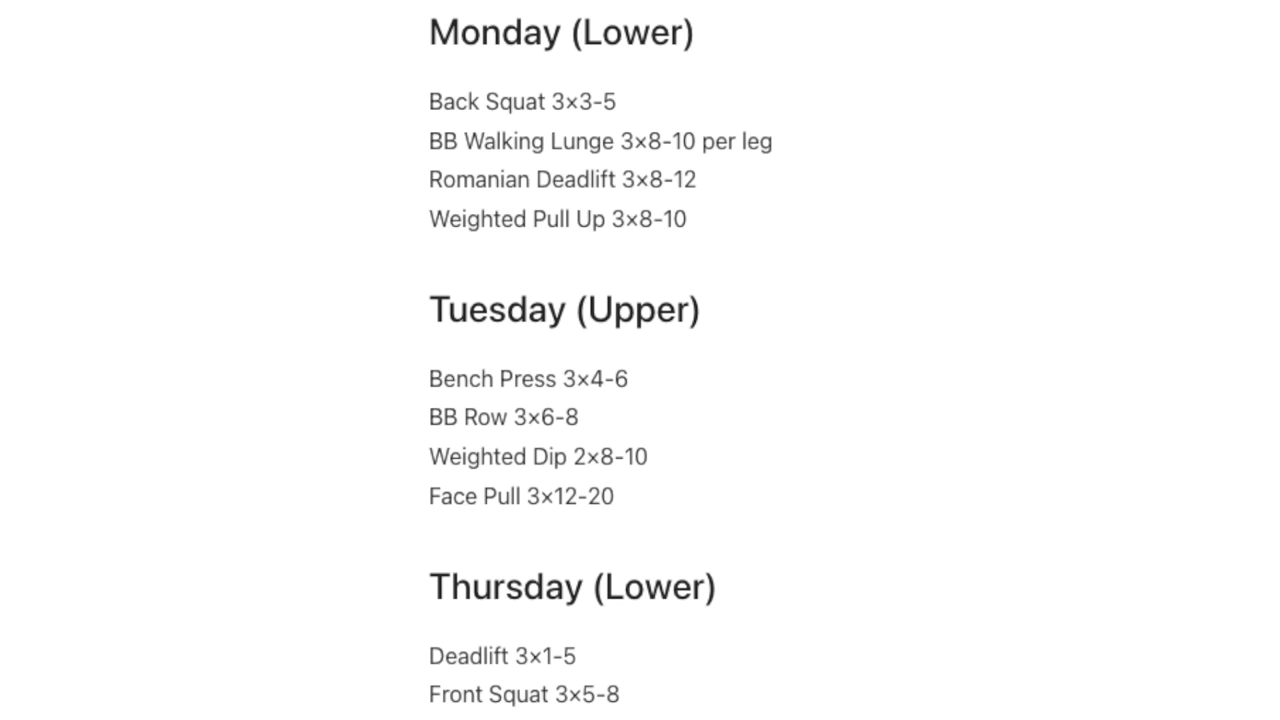 Monday (Lower)
Back Squat 3×3-5
BB Walking Lunge 3×8-10 per leg
Romanian Deadlift 3×8-12
Weighted Pull Up 3×8-10
Tuesday (Upper)
Bench Press 3×4-6
BB Row 3×6-8
Weighted Dip 2×8-10
Face Pull 3×12-20
Thursday (Lower)
Deadlift 3×1-5
Front Squat 3×5-8